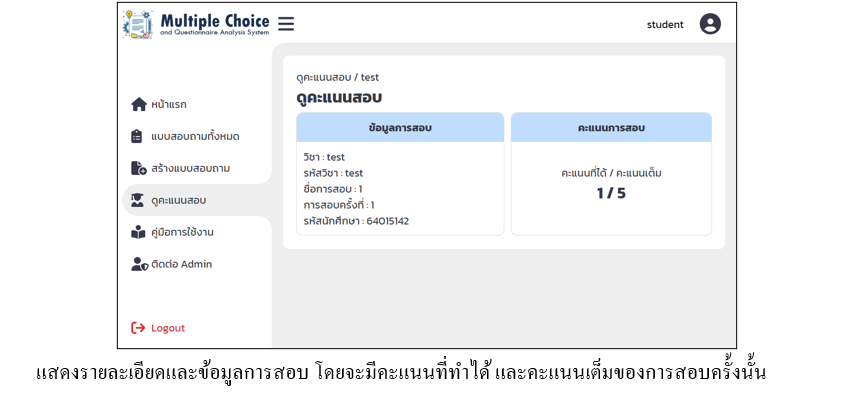 Multiple Choice
and Questionnaire Analysis System
student
หน้าแรก
แบบสอบถามทั้งหมด
สร้างแบบสอบถาม
ดูคะแนนสอบ
คู่มือการใช้งาน
ติดต่อ Admin
Logout
ดูคะแนนสอบ / test
ดูคะแนนสอบ
ข้อมูลการสอบ
วิชา : test
รหัสวิชา : test
ชื่อการสอบ : 1
การสอบครั้งที่ : 1
รหัสนักศึกษา : 64015142
คะแนนการสอบ
คะแนนที่ได้ / คะแนนเต็ม
1 / 5
แสดงรายละเอียดและข้อมูลการสอบ โดยจะมีคะแนนที่ทำได้ และคะแนนเต็มของการสอบครั้งนั้น